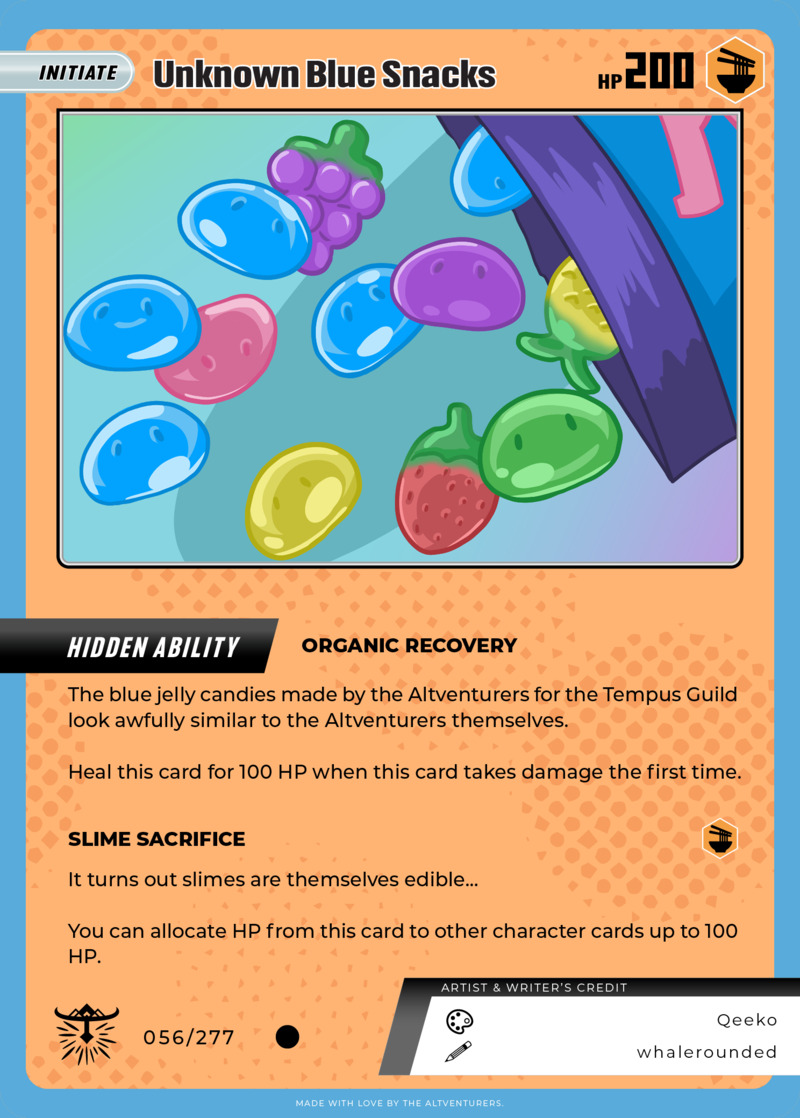 INITIATE
Unknown Blue Snacks
HP 200
HIDDEN ABILITY
ORGANIC RECOVERY
The blue jelly candies made by the Altventurers for the Tempus Guild
look awfully similar to the Altventurers themselves.
Heal this card for 100 HP when this card takes damage the first time.
SLIME SACRIFICE
It turns out slimes are themselves edible...
You can allocate HP from this card to other character cards up to 100
HP.
ARTIST & WRITER'S CREDIT
Qeeko
whalerounded
056/277
MADE WITH LOVE BY THE ALTVENTURERS.